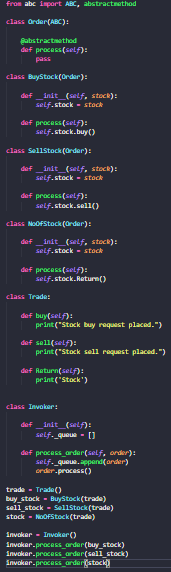 from abc import ABC, abstractmethod
class Order(ABC):
@abstractmethod
def process(self):
pass
class BuyStock(Order):
def __init__(self, stock):
self.stock = stock
def process(self):
self.stock.buy()
class SellStock(Order):
def __init__(self, stock):
self.stock = stock
def process(self):
self.stock.sell()
class NoOfStock(Order):
def __init__(self, stock):
self.stock = stock
def process(self):
self.stock.Return()
class Trade:
def buy(self):
print("Stock buy request placed.")
def sell(self):
print("Stock sell request placed.")
def Return(self):
print('Stock')
class Invoker:
def __init__(self):
self._queue = []
def process_order(self, order):
self._queue.append(order)
order.process()
trade = Trade()
buy_stock = BuyStock(trade)
sell_stock = SellStock(trade)
stock = NoOfStock(trade)
invoker = Invoker()
invoker.process_order(buy_stock)
invoker.process_order(sell_stock)
invoker.process_order(stock)